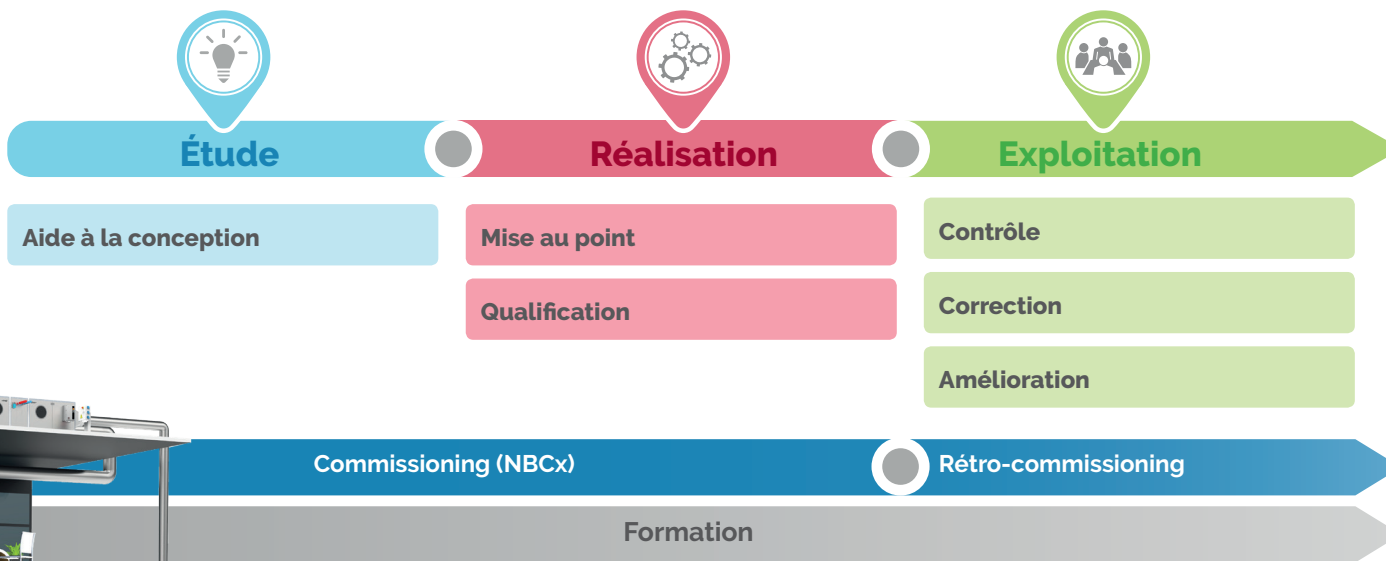 Étude
Réalisation
Exploitation
Aide à la conception
Mise au point
Qualification
Contrôle
Correction
Amélioration
Commissioning (NBCx)
Rétro-commissioning
Formation